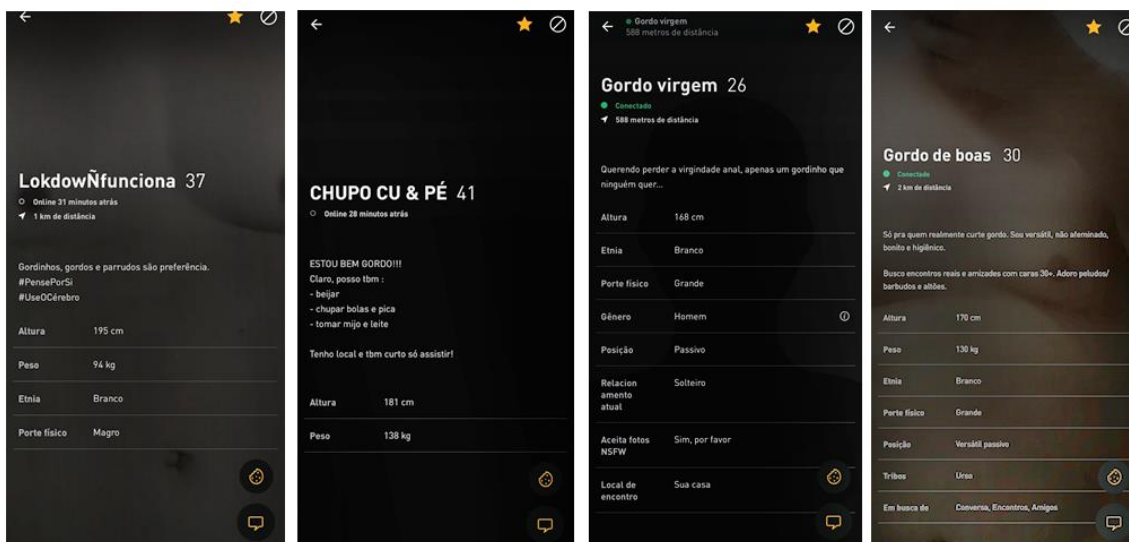 LokdowÑfunciona 37
Online 31 minutos atrás
1 km de distância
Gordinhos, gordos e parrudos são preferência.
#PensePorSi
#UseOCérebro
Altura 195 cm
Peso 94 kg
Etnia Branco
Porte físico Magro
CHUPO CU & PÉ 41
Online 28 minutos atrás
ESTOU BEM GORDO!!!
Claro, posso tbm :
- beijar
- chupar bolas e pica
- tomar mijo e leite
Tenho local e tbm curto só assistir!
Altura 181 cm
Peso 138 kg
Gordo virgem
588 metros de distância
Gordo virgem 26
Conectado
588 metros de distância
Querendo perder a virgindade anal, apenas um gordinho que
ninguém quer...
Altura 168 cm
Etnia Branco
Porte físico Grande
Gênero Homem
Posição Passivo
Relacion
amento
atual
Solteiro
Aceita fotos
NSFW
Sim, por favor
Local de
encontro
Sua casa
Gordo de boas 30
Conectado
2 km de distância
Só pra quem realmente curte gordo. Sou versátil, não afeminado,
bonito e higiênico.
Busco encontros reais e amizades com caras 30+. Adoro peludos/
barbudos e altões.
Altura 170 cm
Peso 130 kg
Etnia Branco
Porte físico Grande
Posição Versátil passivo
Tribos Urso
Em busca de Conversa, Encontros, Amigos